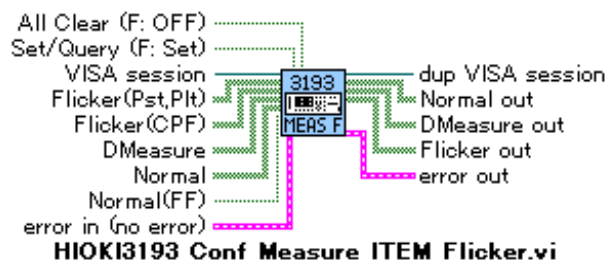 All Clear (F: OFF)
Set/Query (F: Set)
VISA session
Flicker(Pst,Plt)
Flicker(CPF)
DMeasure
Normal
Normal(FF)
error in (no error)
3193
MEAS F
dup VISA session
Normal out
DMeasure out
Flicker out
error out
HIOKI3193 Conf Measure ITEM Flicker.vi